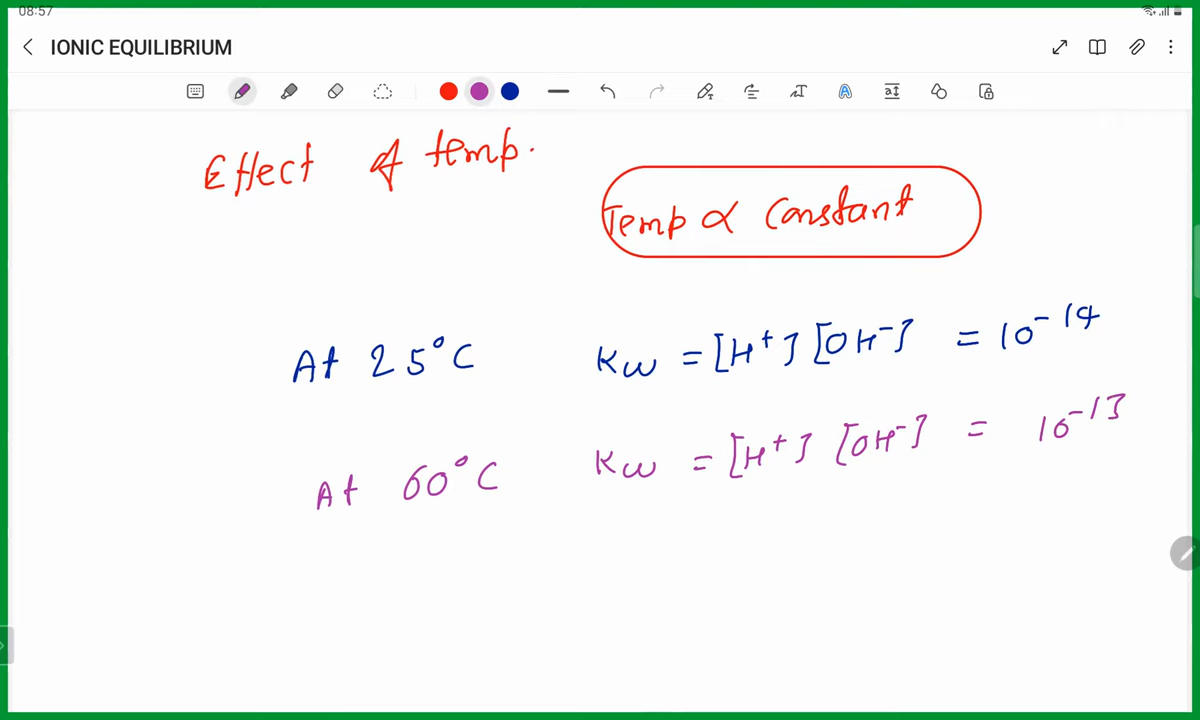 08:57
IONIC EQUILIBRIUM
Effect of temp.
Temp ∝ Constant
At 25°C Kw = [H⁺] [OH⁻] = 10⁻¹⁴
At 60°C Kw = [H⁺] [OH⁻] = 10⁻¹³